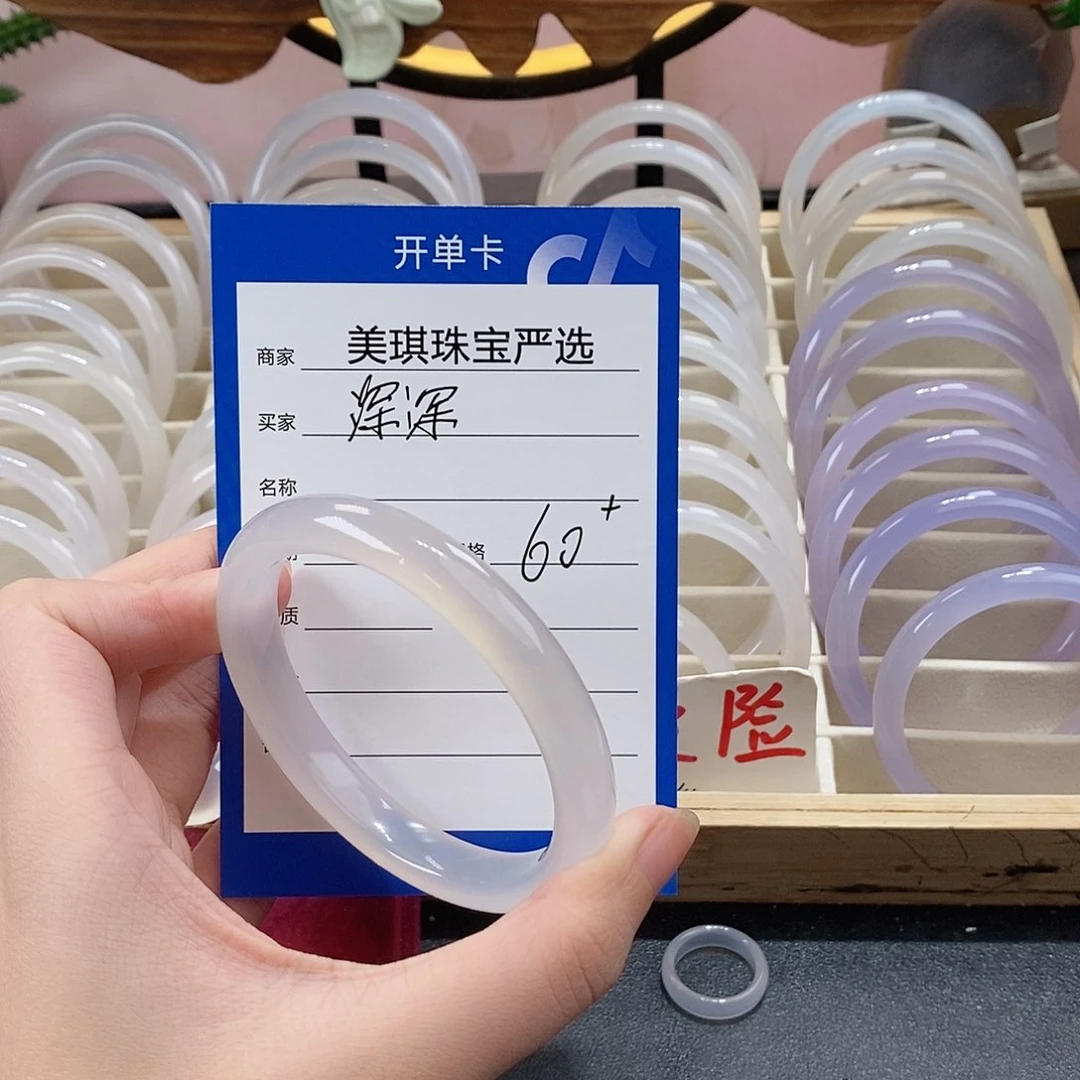 开单卡
商家 美琪珠宝严选
买家 深深
名称
格 60+
质
险